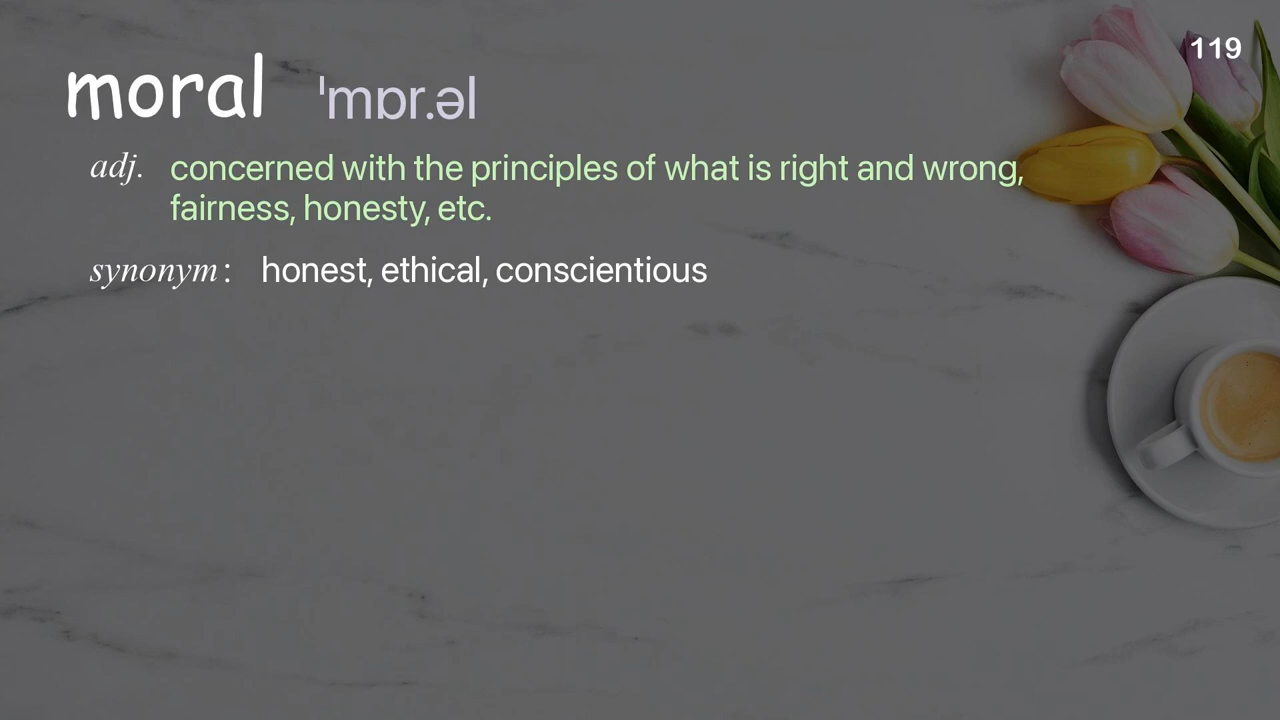 119
moral ˈmɒr.əl
adj. concerned with the principles of what is right and wrong,
fairness, honesty, etc.
synonym: honest, ethical, conscientious